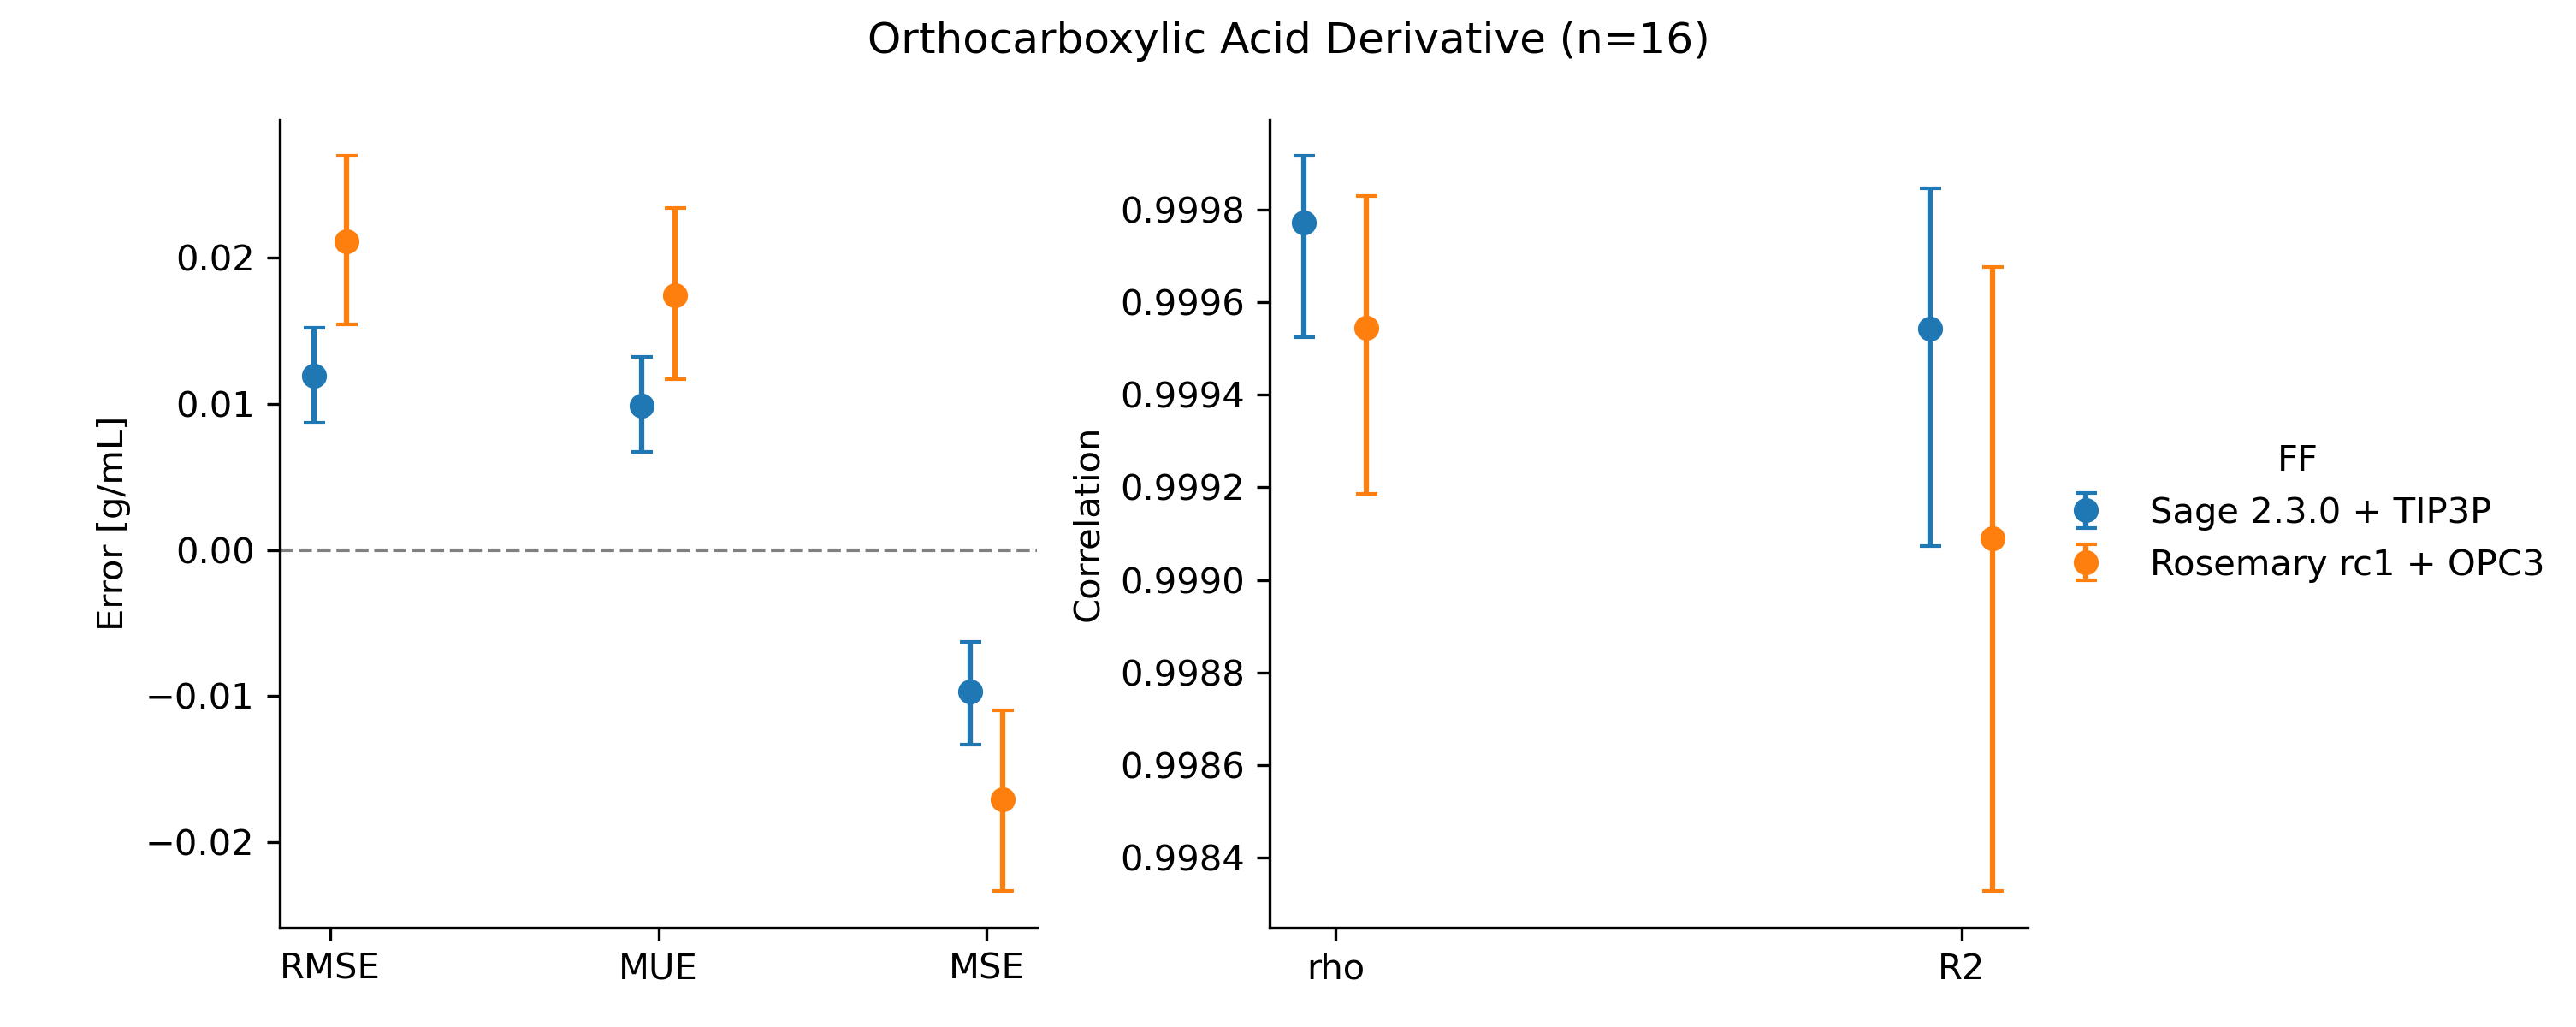 Orthocarboxylic Acid Derivative (n=16)
Error [g/mL]
0.02
0.01
0.00
−0.01
−0.02
RMSE
MUE
MSE
Correlation
0.9998
0.9996
0.9994
0.9992
0.9990
0.9988
0.9986
0.9984
rho
R2
FF
Sage 2.3.0 + TIP3P
Rosemary rc1 + OPC3